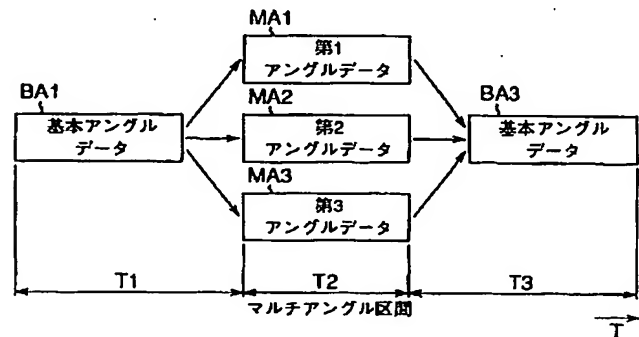 MA1
第1
アングルデータ
BA1
基本アングル
データ
MA2
第2
アングルデータ
BA3
基本アングル
データ
MA3
第3
アングルデータ
T1
T2
T3
マルチアングル区間
T